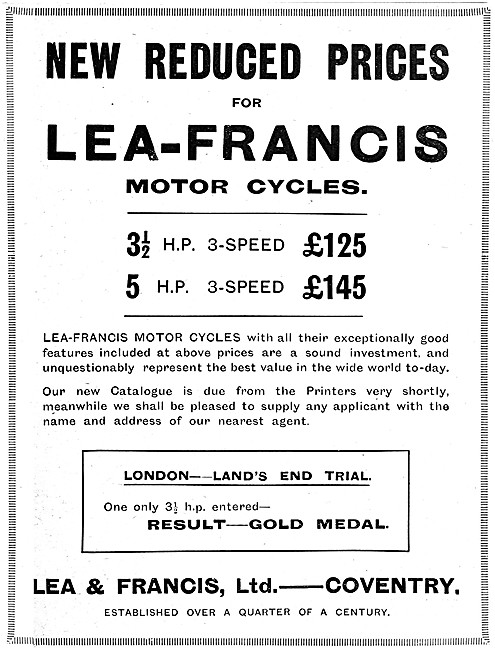 NEW REDUCED PRICES
FOR
LEA-FRANCIS
MOTOR CYCLES.
3½ H.P. 3-SPEED £125
5 H.P. 3-SPEED £145
LEA-FRANCIS MOTOR CYCLES with all their exceptionally good
features included at above prices are a sound investment, and
unquestionably represent the best value in the wide world to-day.
Our new Catalogue is due from the Printers very shortly,
meanwhile we shall be pleased to supply any applicant with the
name and address of our nearest agent.
LONDON—LAND'S END TRIAL.
One only 3½ h.p. entered—
RESULT—GOLD MEDAL.
LEA & FRANCIS, Ltd.—COVENTRY.
ESTABLISHED OVER A QUARTER OF A CENTURY.